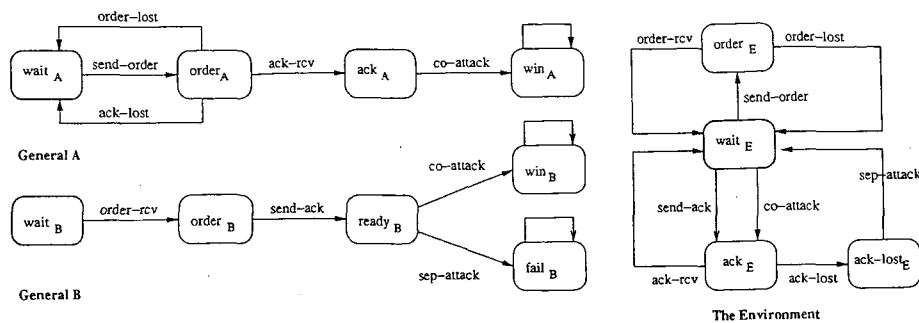 order-lost
wait A
send-order
order A
ack-rcv
ack A
co-attack
win A
ack-lost
General A
wait B
order-rcv
order B
send-ack
ready B
co-attack
win B
sep-attack
fail B
General B
order-rcv
order E
order-lost
send-order
wait E
send-ack
co-attack
sep-attack
ack-rcv
ack E
ack-lost
ack-lost E
The Environment